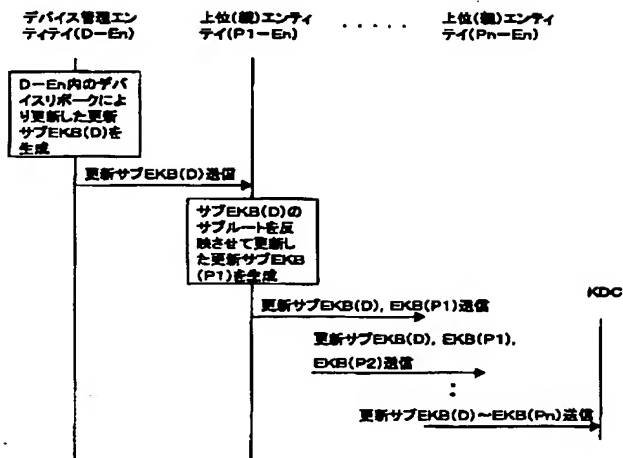 デバイス管理エン
ティテイ(D−En)
上位(親)エンティ
テイ(P1−En)
・・・・・
上位(親)エンティ
テイ(Pn−En)
D−En内のデバ
イスリボークによ
り更新した更新
サブEKB(D)を
生成
更新サブEKB(D)送信
サブEKB(D)の
サブルートを反
映させて更新し
た更新サブEKB
(P1)を生成
KDC
更新サブEKB(D), EKB(P1)送信
更新サブEKB(D), EKB(P1),
EKB(P2)送信
:
更新サブEKB(D)〜EKB(Pn)送信